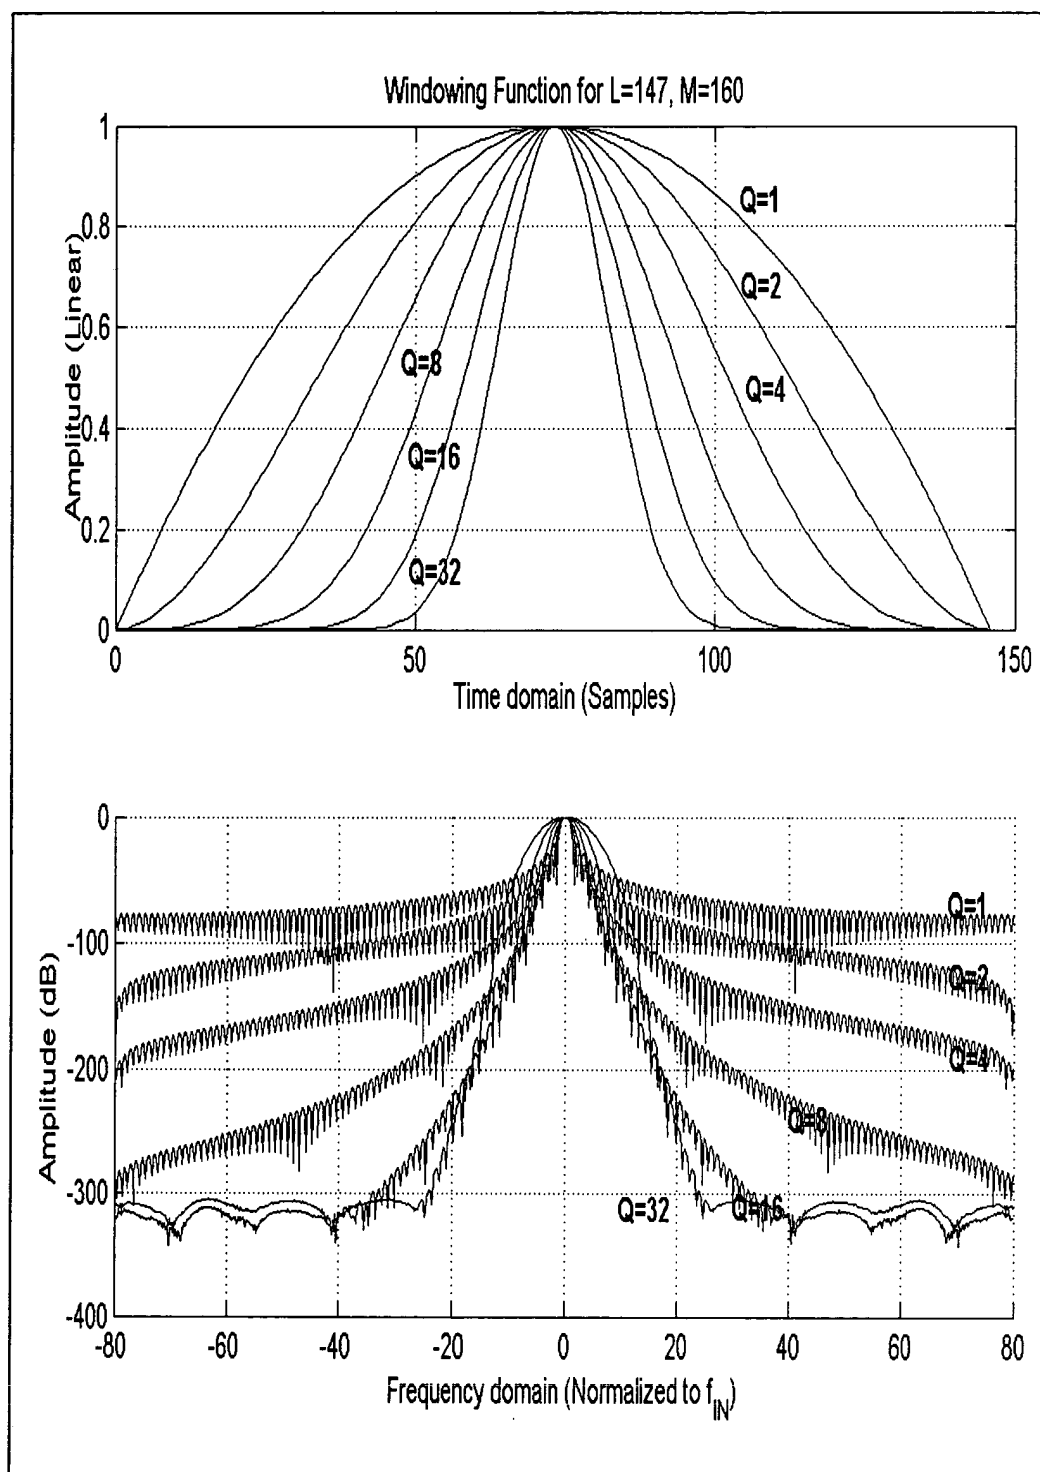 Windowing Function for L=147, M=160
1
0.8
0.6
0.4
0.2
0
Amplitude (Linear)
Q=1
Q=2
Q=4
Q=8
Q=16
Q=32
0
50
100
150
Time domain (Samples)
0
-100
-200
-300
-400
Amplitude (dB)
Q=1
Q=2
Q=4
Q=8
Q=32
Q=16
-80
-60
-40
-20
0
20
40
60
80
Frequency domain (Normalized to f_IN)